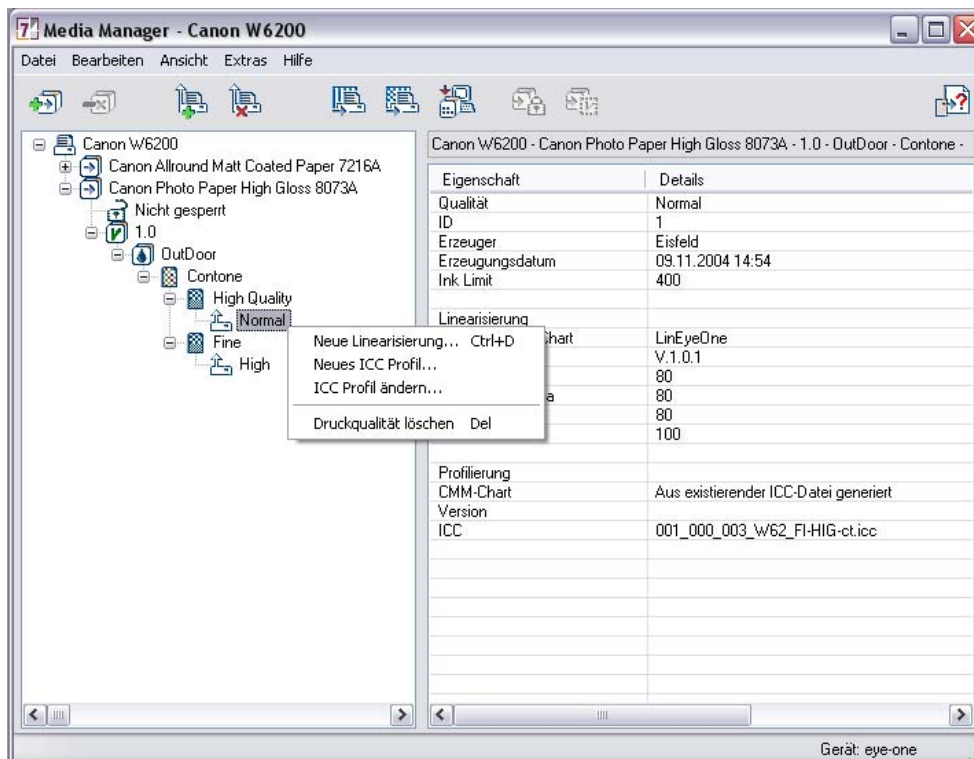 7 Media Manager - Canon W6200
Datei Bearbeiten Ansicht Extras Hilfe
Canon W6200
Canon Allround Matt Coated Paper 7216A
Canon Photo Paper High Gloss 8073A
Nicht gesperrt
1.0
OutDoor
Contone
High Quality
Normal
Fine
High
Neue Linearisierung... Ctrl+D
Neues ICC Profil...
ICC Profil ändern...
Druckqualität löschen Del
Canon W6200 - Canon Photo Paper High Gloss 8073A - 1.0 - OutDoor - Contone -
Eigenschaft Details
Qualität Normal
ID 1
Erzeuger Eisfeld
Erzeugungsdatum 09.11.2004 14:54
Ink Limit 400
Linearisierung
hart LinEyeOne
V.1.0.1
80
a 80
80
100
Profilierung
CMM-Chart Aus existierender ICC-Datei generiert
Version
ICC 001_000_003_W62_FI-HIG-ct.icc
Gerät: eye-one